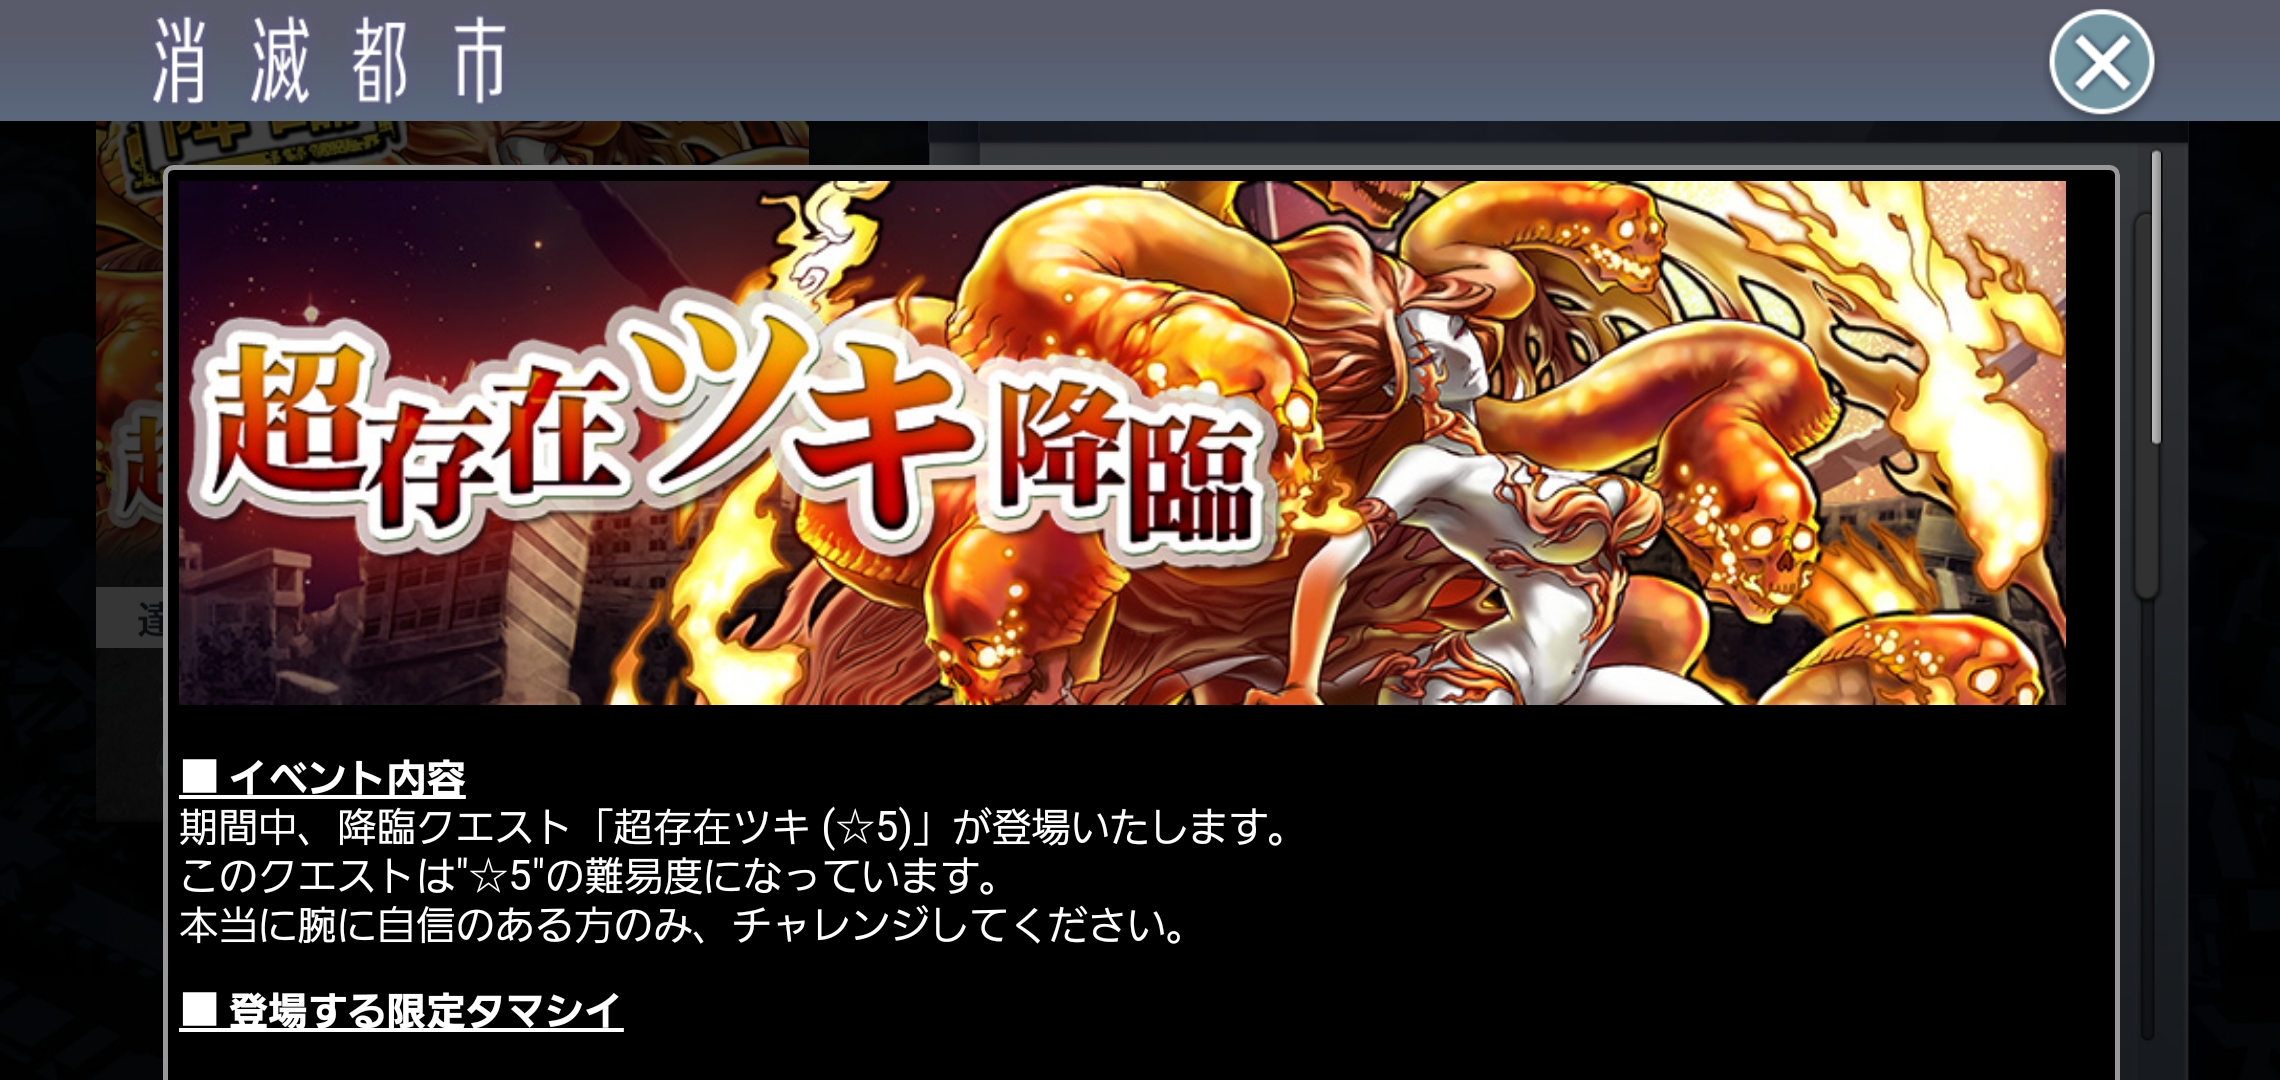 消滅都市
超存在ツキ降臨
■ イベント内容
期間中、降臨クエスト「超存在ツキ (☆5)」が登場いたします。
このクエストは"☆5"の難易度になっています。
本当に腕に自信のある方のみ、チャレンジしてください。
■ 登場する限定タマシイ